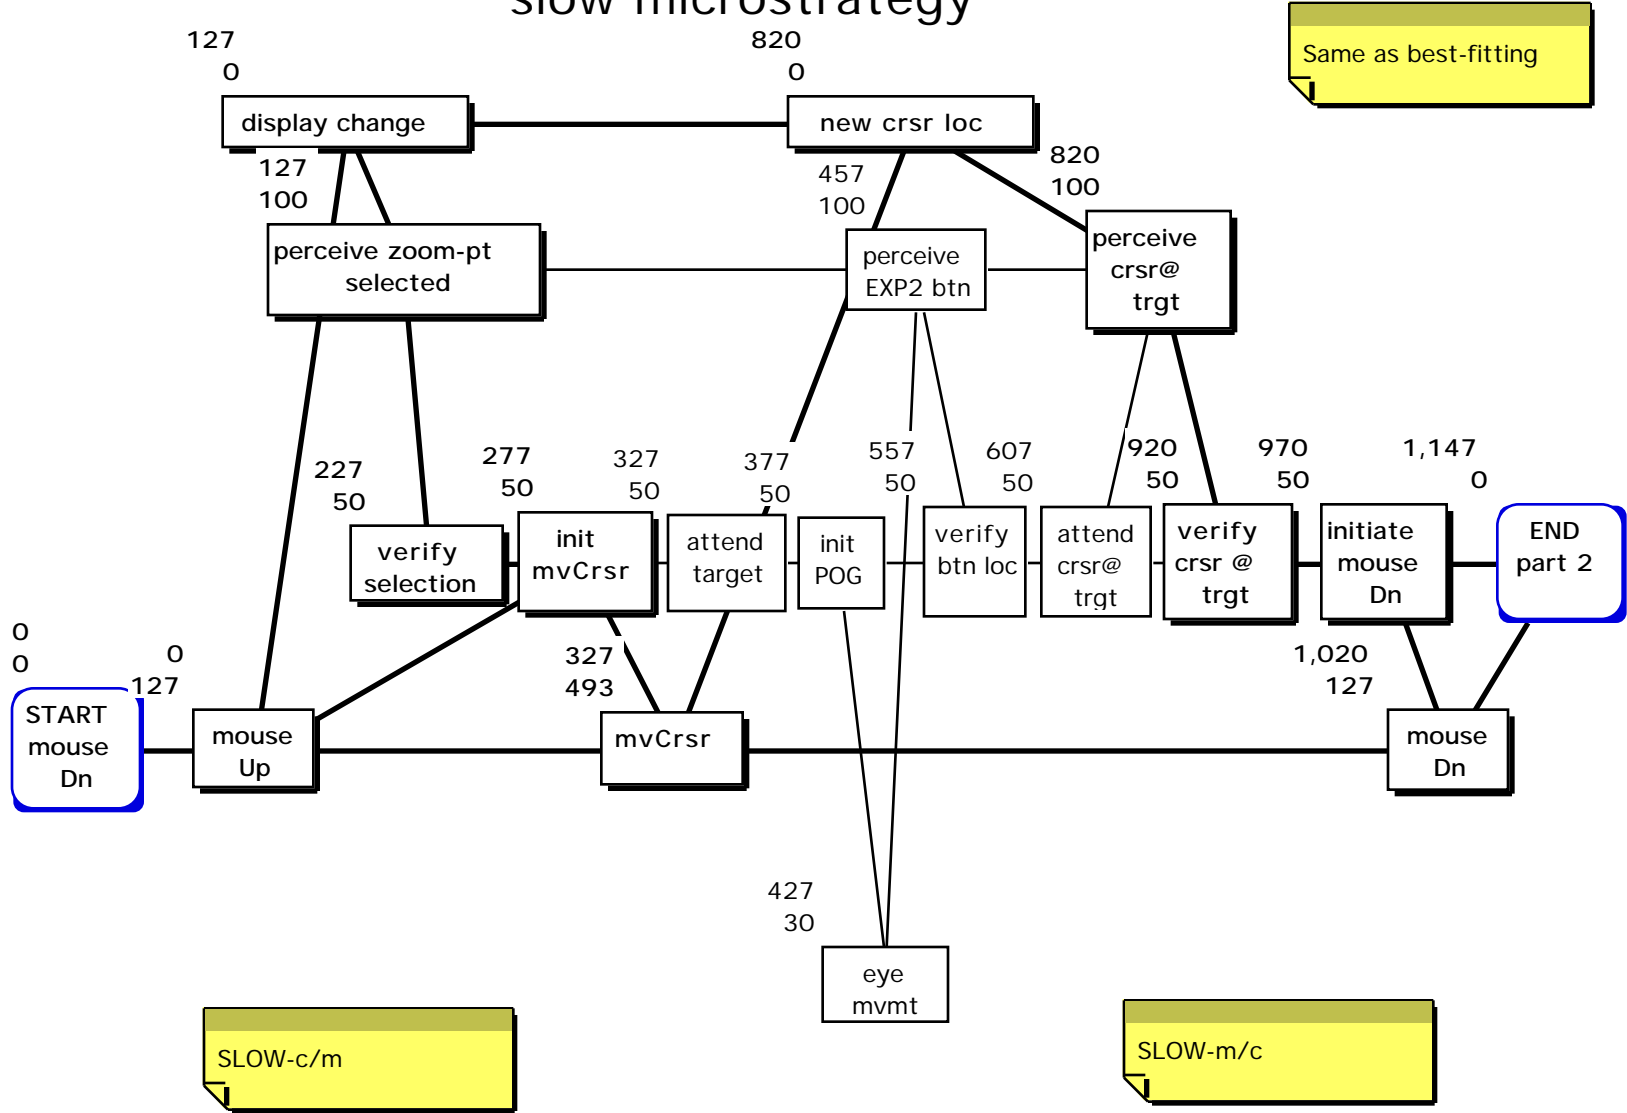 slow microstrategy
Same as best-fitting
127
0
820
0
display change
new crsr loc
127
100
457
100
820
100
perceive zoom-pt
selected
perceive
EXP2 btn
perceive
crsr@
trgt
227
50
277
50
327
50
377
50
557
50
607
50
920
50
970
50
1,147
0
verify
selection
init
mvCrsr
attend
target
init
POG
verify
btn loc
attend
crsr@
trgt
verify
crsr @
trgt
initiate
mouse
Dn
END
part 2
0
0
0
127
327
493
1,020
127
START
mouse
Dn
mouse
Up
mvCrsr
mouse
Dn
427
30
eye
mvmt
SLOW-c/m
SLOW-m/c